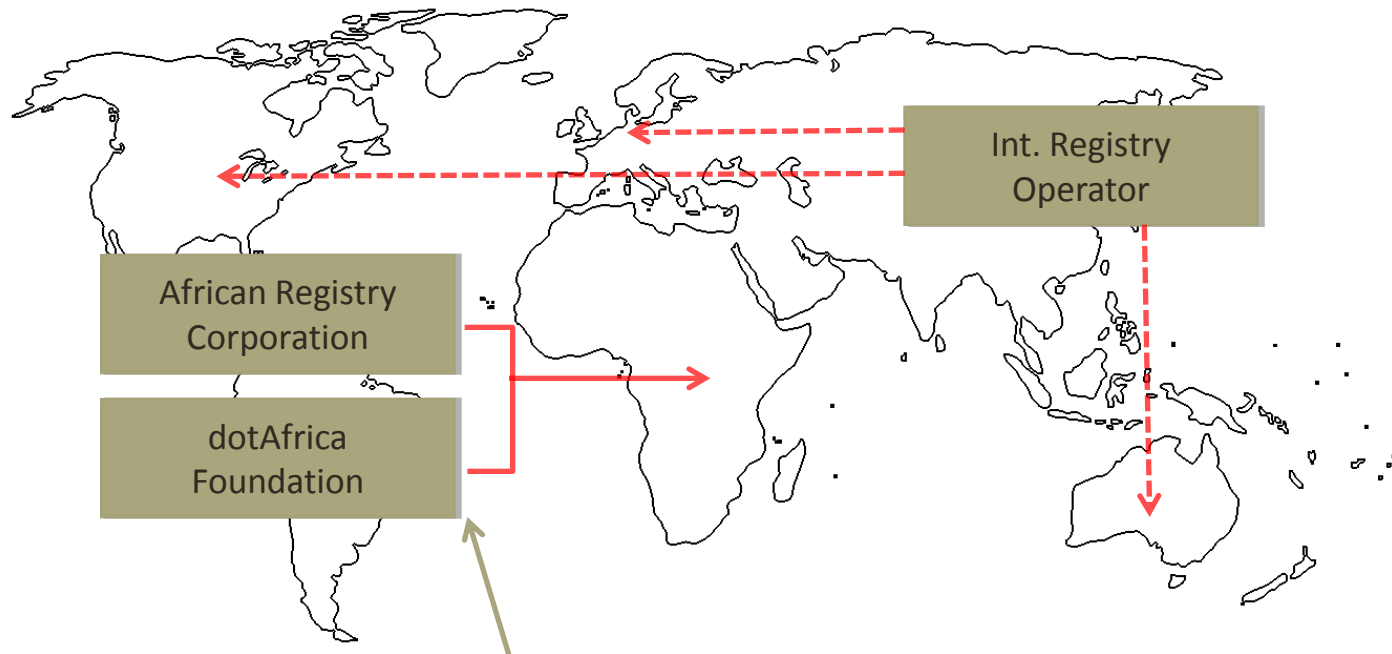 Int. Registry
Operator
African Registry
Corporation
dotAfrica
Foundation